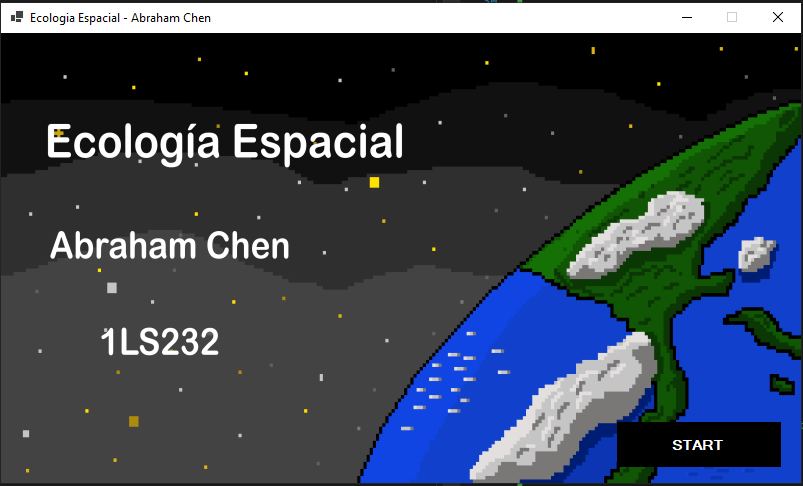 Ecologia Espacial - Abraham Chen
Ecología Espacial
Abraham Chen
1LS232
START